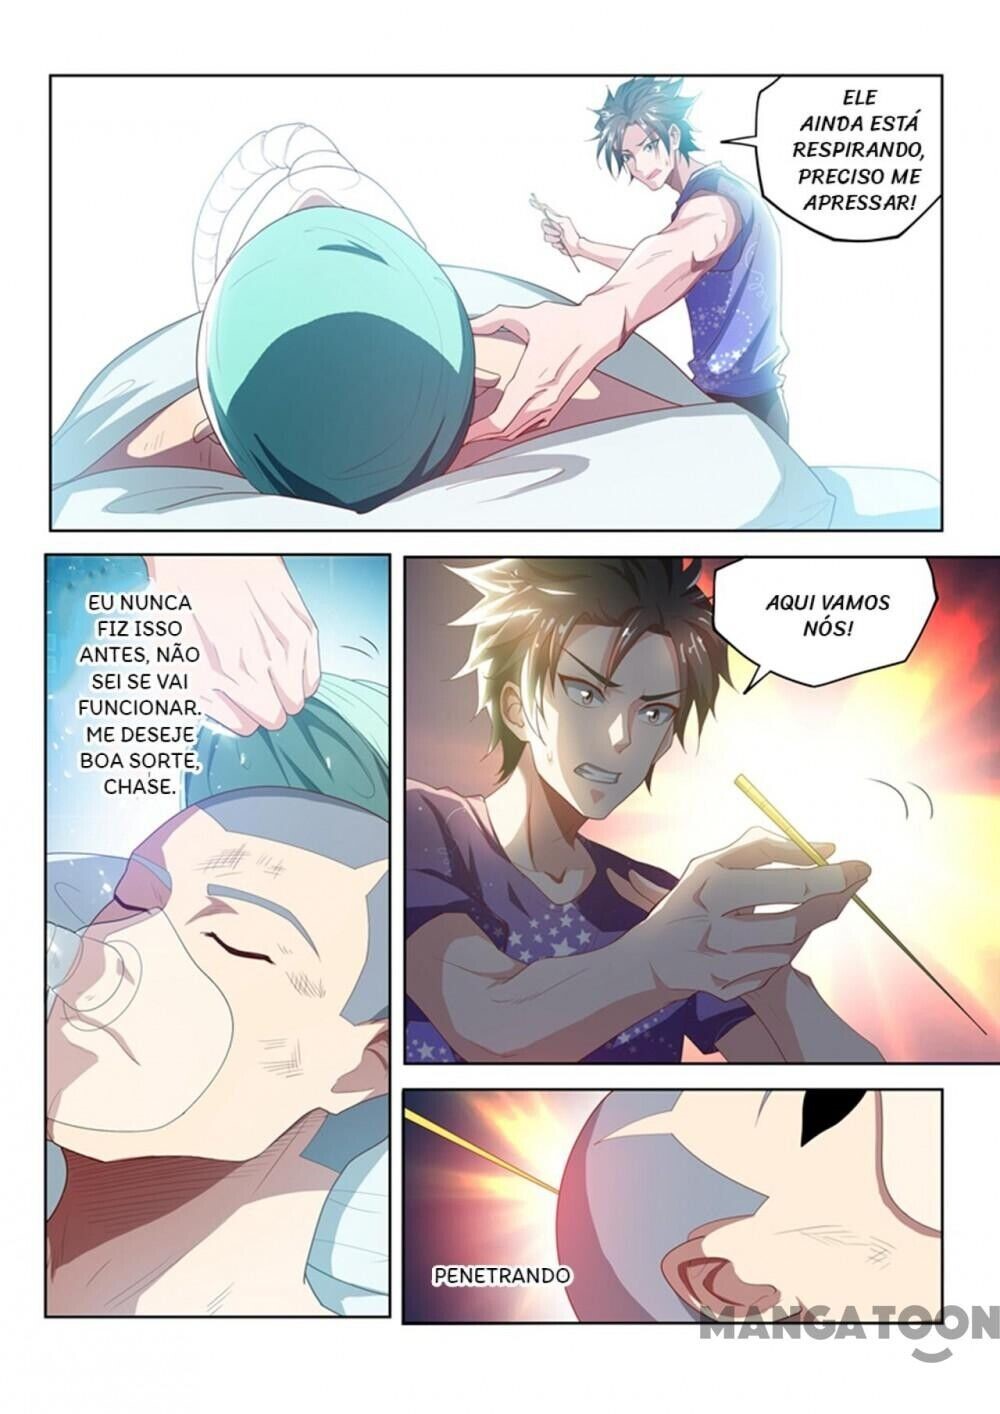 ELE
AINDA ESTÁ
RESPIRANDO,
PRECISO ME
APRESSAR!
EU NUNCA
FIZ ISSO
ANTES, NÃO
SEI SE VAI
FUNCIONAR.
ME DESEJE
BOA SORTE,
CHASE.
AQUI VAMOS
NÓS!
PENETRANDO
MANGATOON